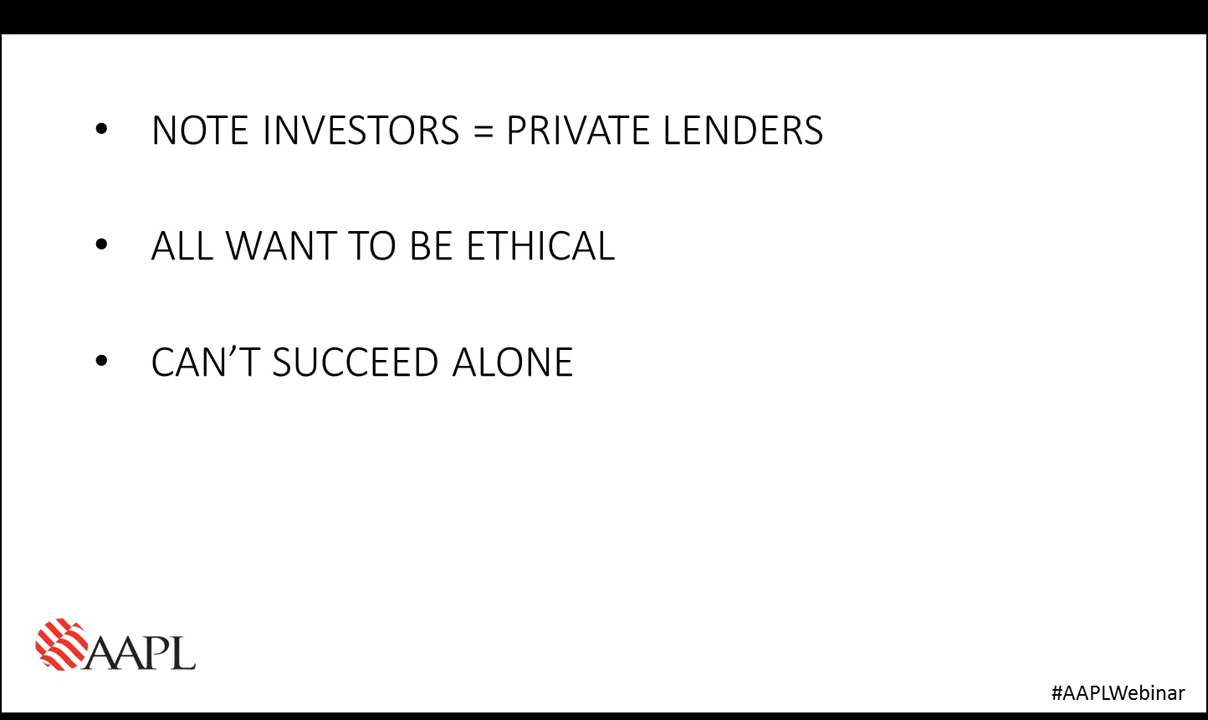 • NOTE INVESTORS = PRIVATE LENDERS
• ALL WANT TO BE ETHICAL
• CAN’T SUCCEED ALONE
AAPL
#AAPLWebinar